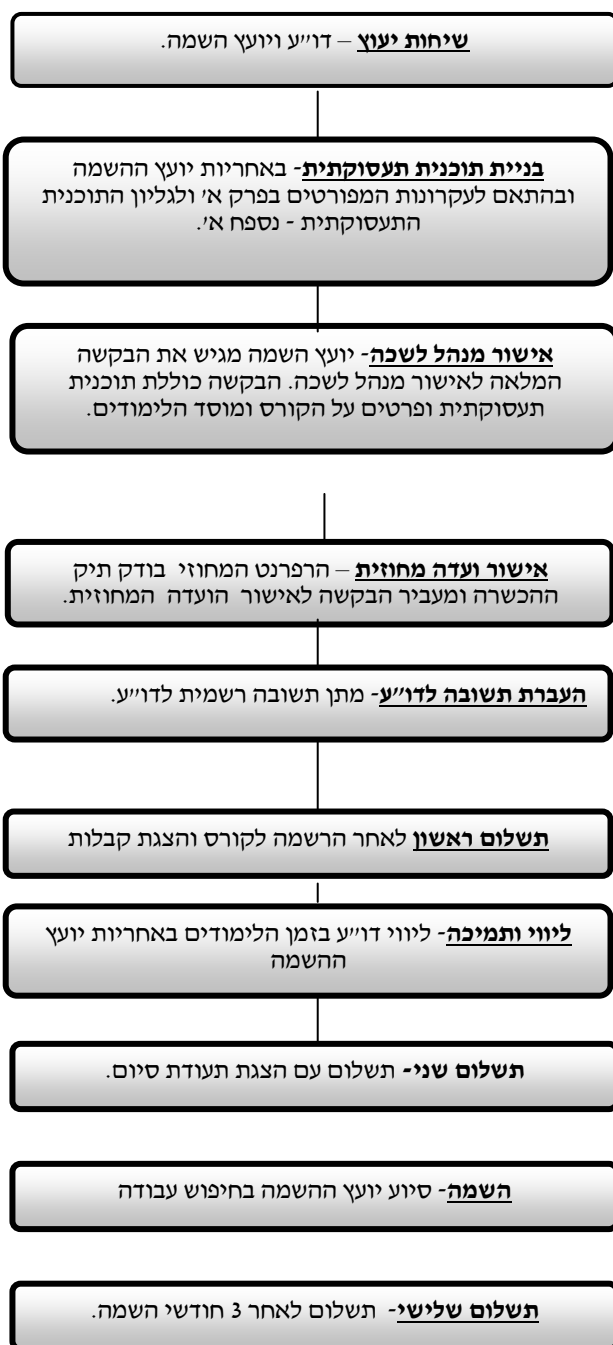 שיחות יעוץ – דו״ע ויועץ השמה.
בניית תוכנית תעסוקתית- באחריות יועץ ההשמה
ובהתאם לעקרונות המפורטים בפרק א׳ ולגליון התוכנית
התעסוקתית - נספח א׳.
אישור מנהל לשכה- יועץ השמה מגיש את הבקשה
המלאה לאישור מנהל לשכה. הבקשה כוללת תוכנית
תעסוקתית ופרטים על הקורס ומוסד הלימודים.
אישור ועדה מחוזית – הרפרנט המחוזי בודק תיק
ההכשרה ומעביר הבקשה לאישור הועדה המחוזית.
העברת תשובה לדו״ע- מתן תשובה רשמית לדו״ע.
תשלום ראשון לאחר הרשמה לקורס והצגת קבלות
ליווי ותמיכה- ליווי דו״ע בזמן הלימודים באחריות יועץ
ההשמה
תשלום שני- תשלום עם הצגת תעודת סיום.
השמה- סיוע יועץ ההשמה בחיפוש עבודה
תשלום שלישי- תשלום לאחר 3 חודשי השמה.